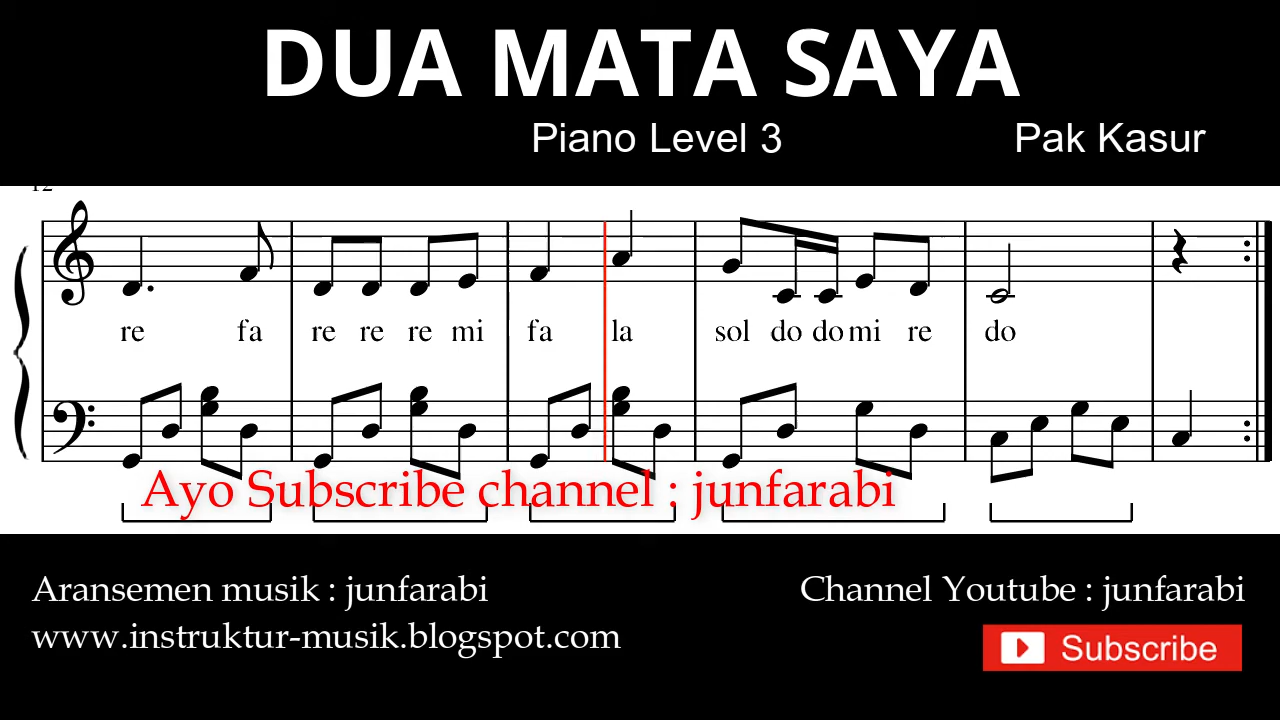 DUA MATA SAYA
Piano Level 3
Pak Kasur
12
re fa re re re mi fa la sol do do mi re do
Ayo Subscribe channel : junfarabi
Aransemen musik : junfarabi
Channel Youtube : junfarabi
www.instruktur-musik.blogspot.com
Subscribe